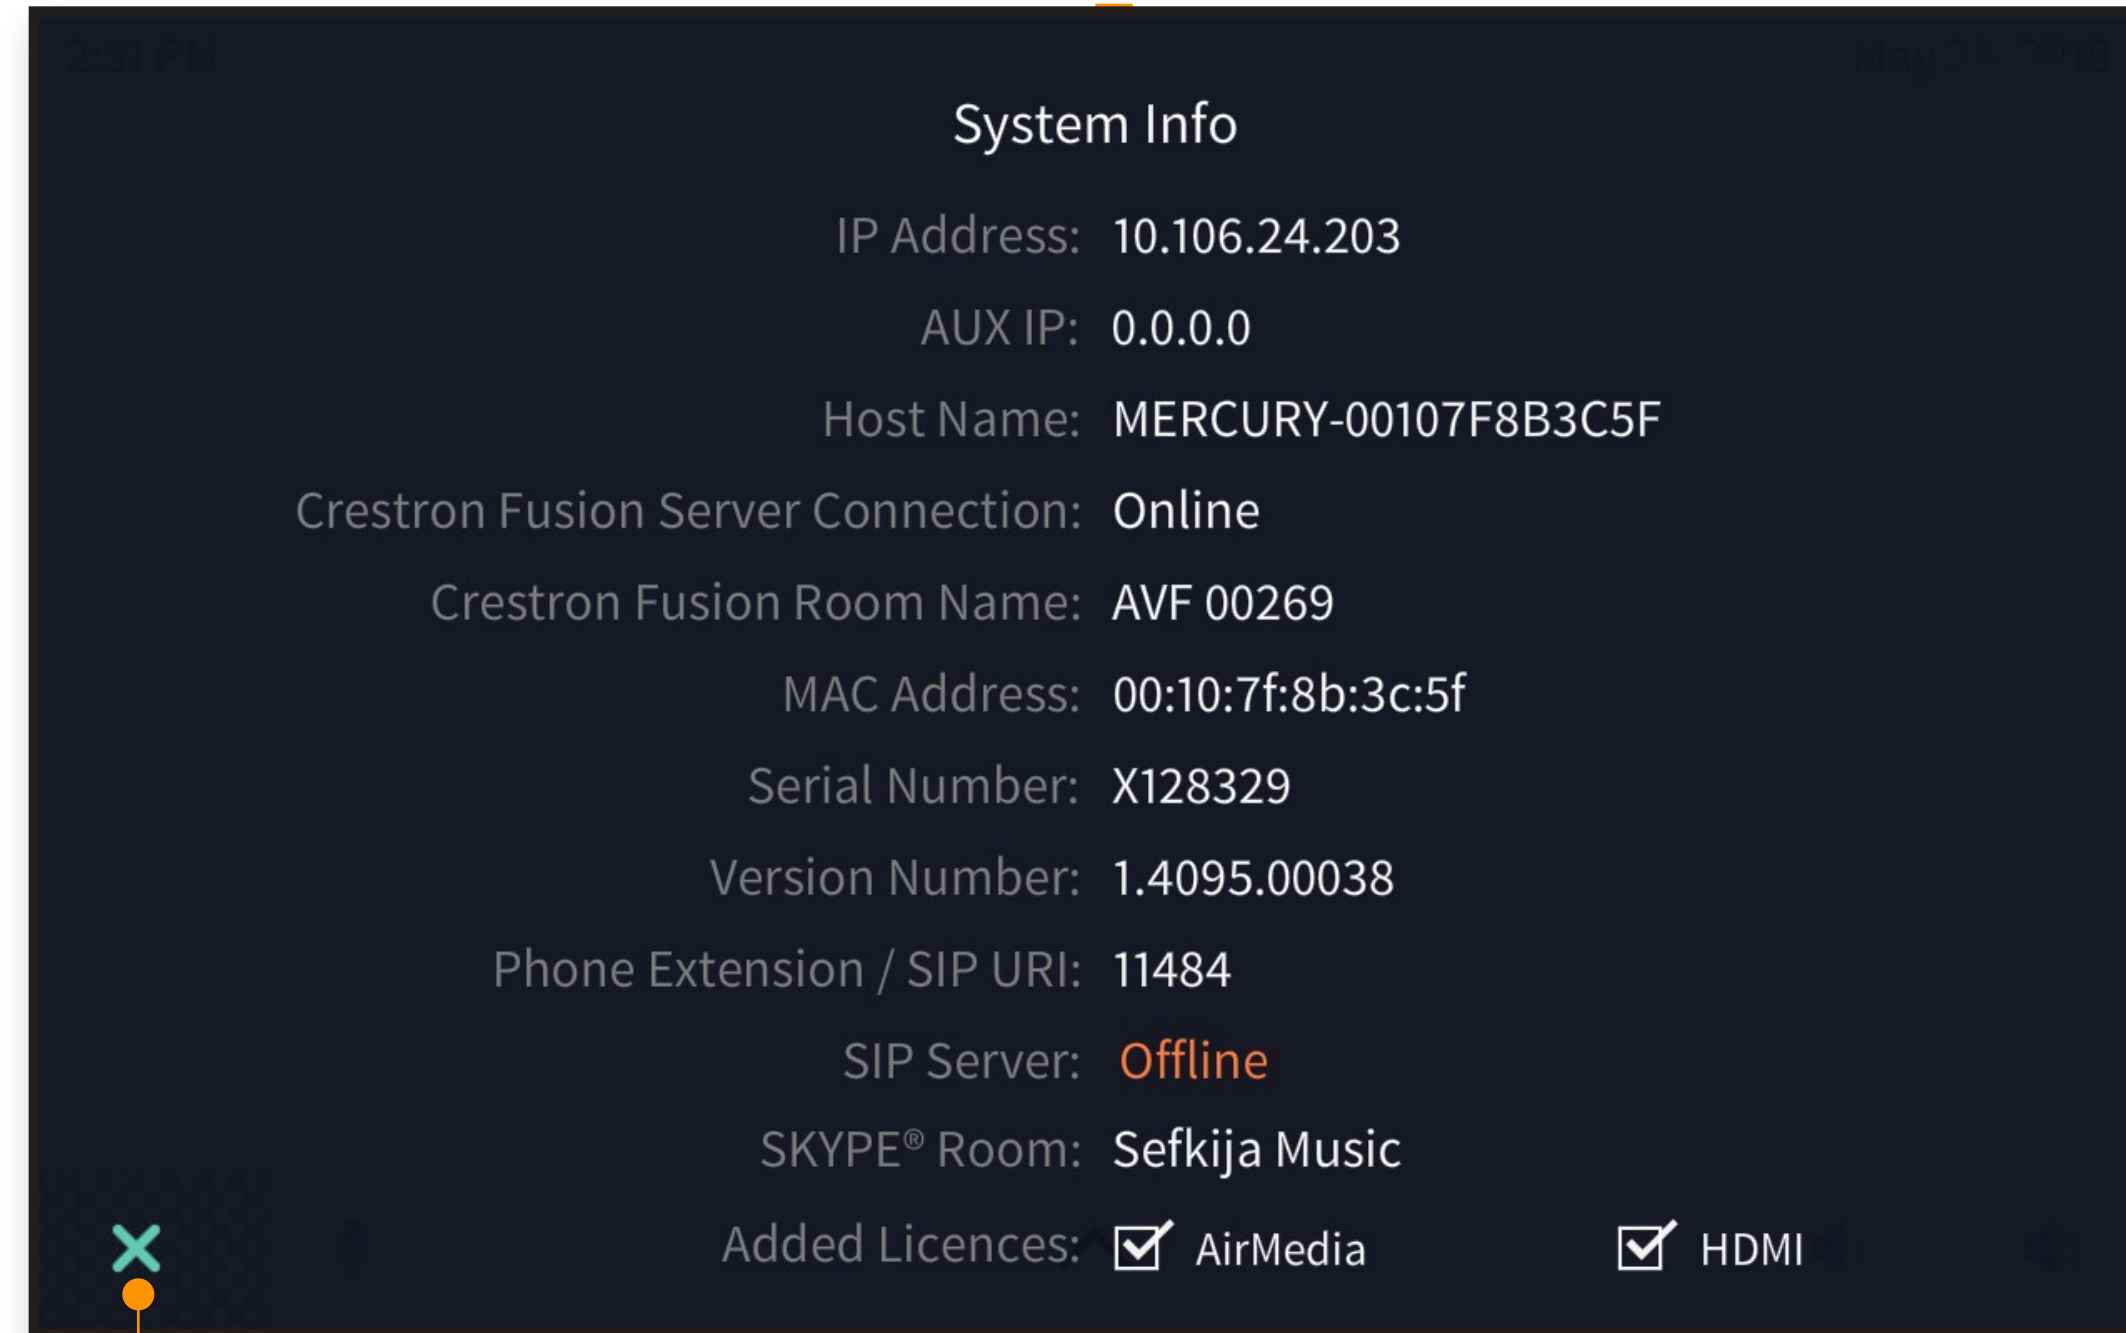 2:31 PM
System Info
IP Address: 10.106.24.203
AUX IP: 0.0.0.0
Host Name: MERCURY-00107F8B3C5F
Crestron Fusion Server Connection: Online
Crestron Fusion Room Name: AVF 00269
MAC Address: 00:10:7f:8b:3c:5f
Serial Number: X128329
Version Number: 1.4095.00038
Phone Extension / SIP URI: 11484
SIP Server: Offline
SKYPE® Room: Sefkija Music
Added Licences: AirMedia HDMI